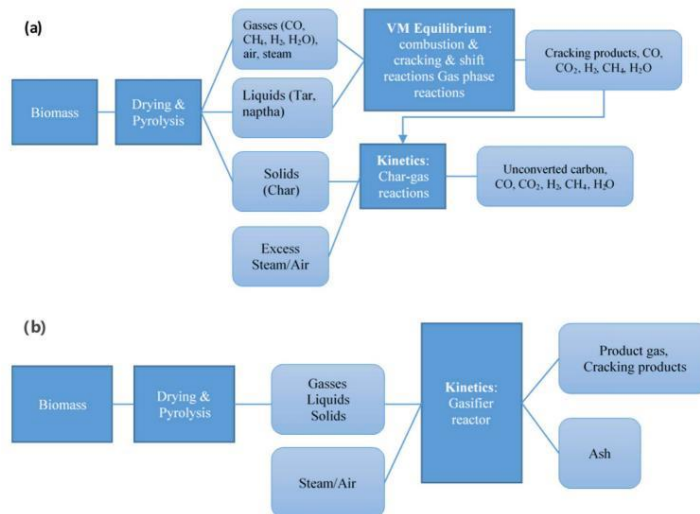 (a)
Gasses (CO,
CH₄, H₂, H₂O),
air, steam
VM Equilibrium:
combustion &
cracking & shift
reactions Gas phase
reactions
Cracking products, CO,
CO₂, H₂, CH₄, H₂O
Biomass
Drying &
Pyrolysis
Liquids (Tar,
naptha)
Solids
(Char)
Kinetics:
Char-gas
reactions
Unconverted carbon,
CO, CO₂, H₂, CH₄, H₂O
Excess
Steam/Air
(b)
Biomass
Drying &
Pyrolysis
Gasses
Liquids
Solids
Steam/Air
Kinetics:
Gasifier
reactor
Product gas,
Cracking products
Ash